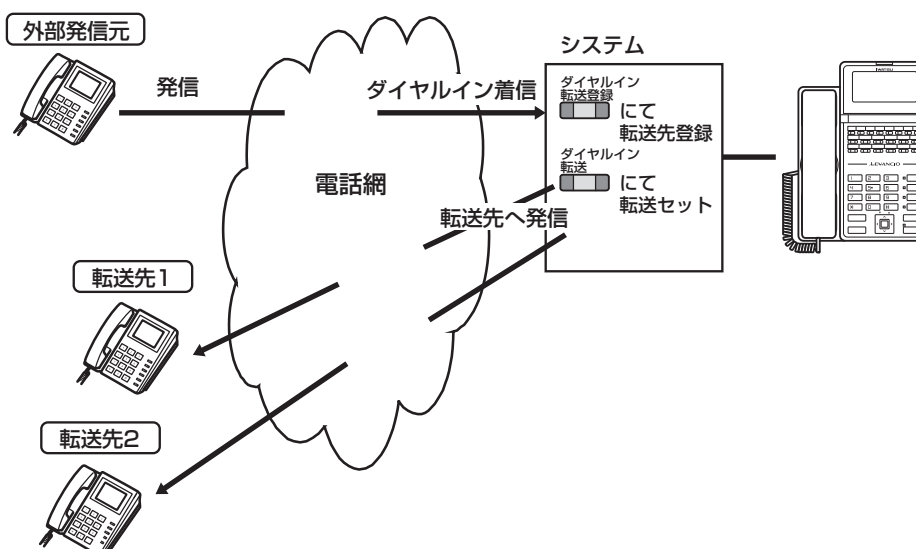 外部発信元
発信
ダイヤルイン着信
システム
ダイヤルイン
転送登録
にて
転送先登録
ダイヤルイン
転送
にて
転送セット
電話網
転送先へ発信
転送先1
転送先2
LEVANCIO